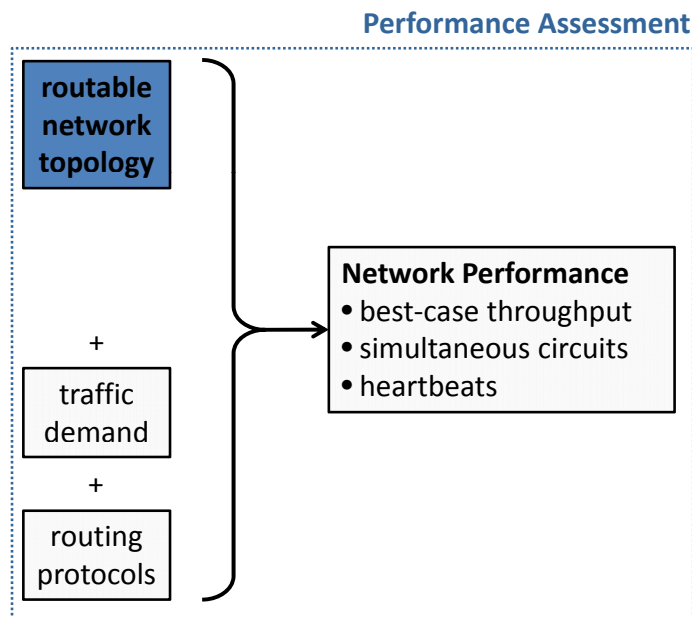 Performance Assessment
routable
network
topology
+
traffic
demand
+
routing
protocols
Network Performance
• best-case throughput
• simultaneous circuits
• heartbeats